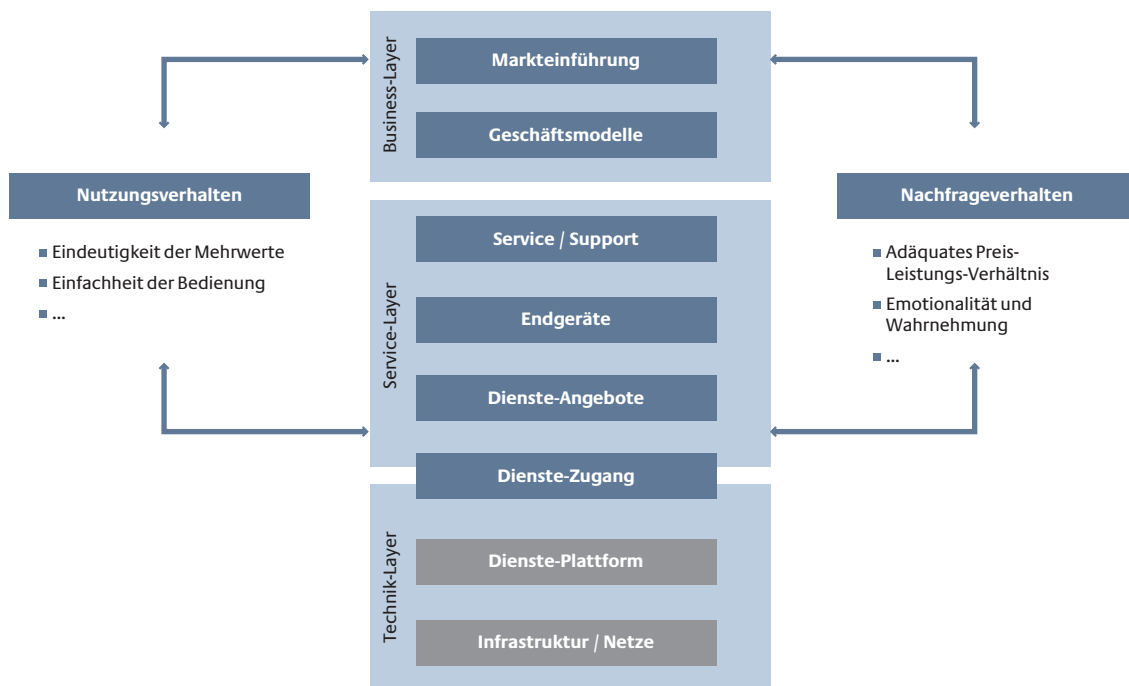 Business-Layer
Markteinführung
Geschäftsmodelle
Nutzungsverhalten
Eindeutigkeit der Mehrwerte
Einfachheit der Bedienung
...
Service-Layer
Service / Support
Endgeräte
Dienste-Angebote
Dienste-Zugang
Nachfrageverhalten
Adäquates Preis-
Leistungs-Verhältnis
Emotionalität und
Wahrnehmung
...
Technik-Layer
Dienste-Plattform
Infrastruktur / Netze